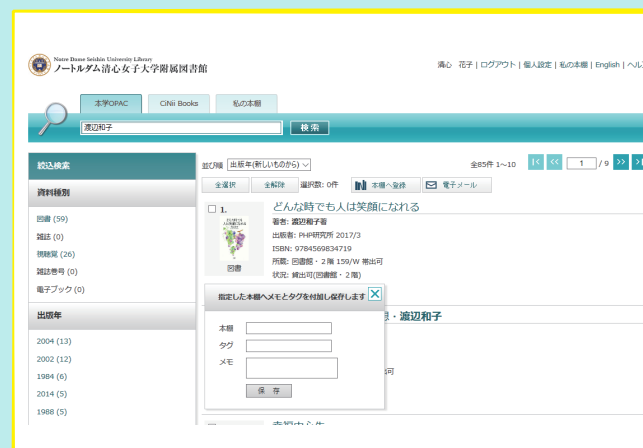 Notre Dame Seishin University Library
ノートルダム清心女子大学附属図書館
清心 花子 | ログアウト | 個人設定 | 私の本棚 | English |
本学OPAC CiNii Books 私の本棚
渡辺和子 検索
絞込検索
並び順 出版年(新しいものから) 全85件 1~10 |< << 1 / 9 >>
全選択 全解除 選択数: 0件 本棚へ登録 電子メール
資料種別
図書 (59)
雑誌 (0)
視聴覚 (26)
雑誌巻号 (0)
電子ブック (0)
出版年
2004 (13)
2002 (12)
1984 (6)
2014 (5)
1988 (5)
1. どんな時でも人は笑顔になれる
著者: 渡辺和子著
出版者: PHP研究所 2017/3
ISBN: 9784569834719
所蔵: 図書館・2階 159/W 帯出可
状況: 貸出可(図書館・2階)
図書
指定した本棚へメモとタグを付加し保存します
本棚
タグ
メモ
保存
・渡辺和子